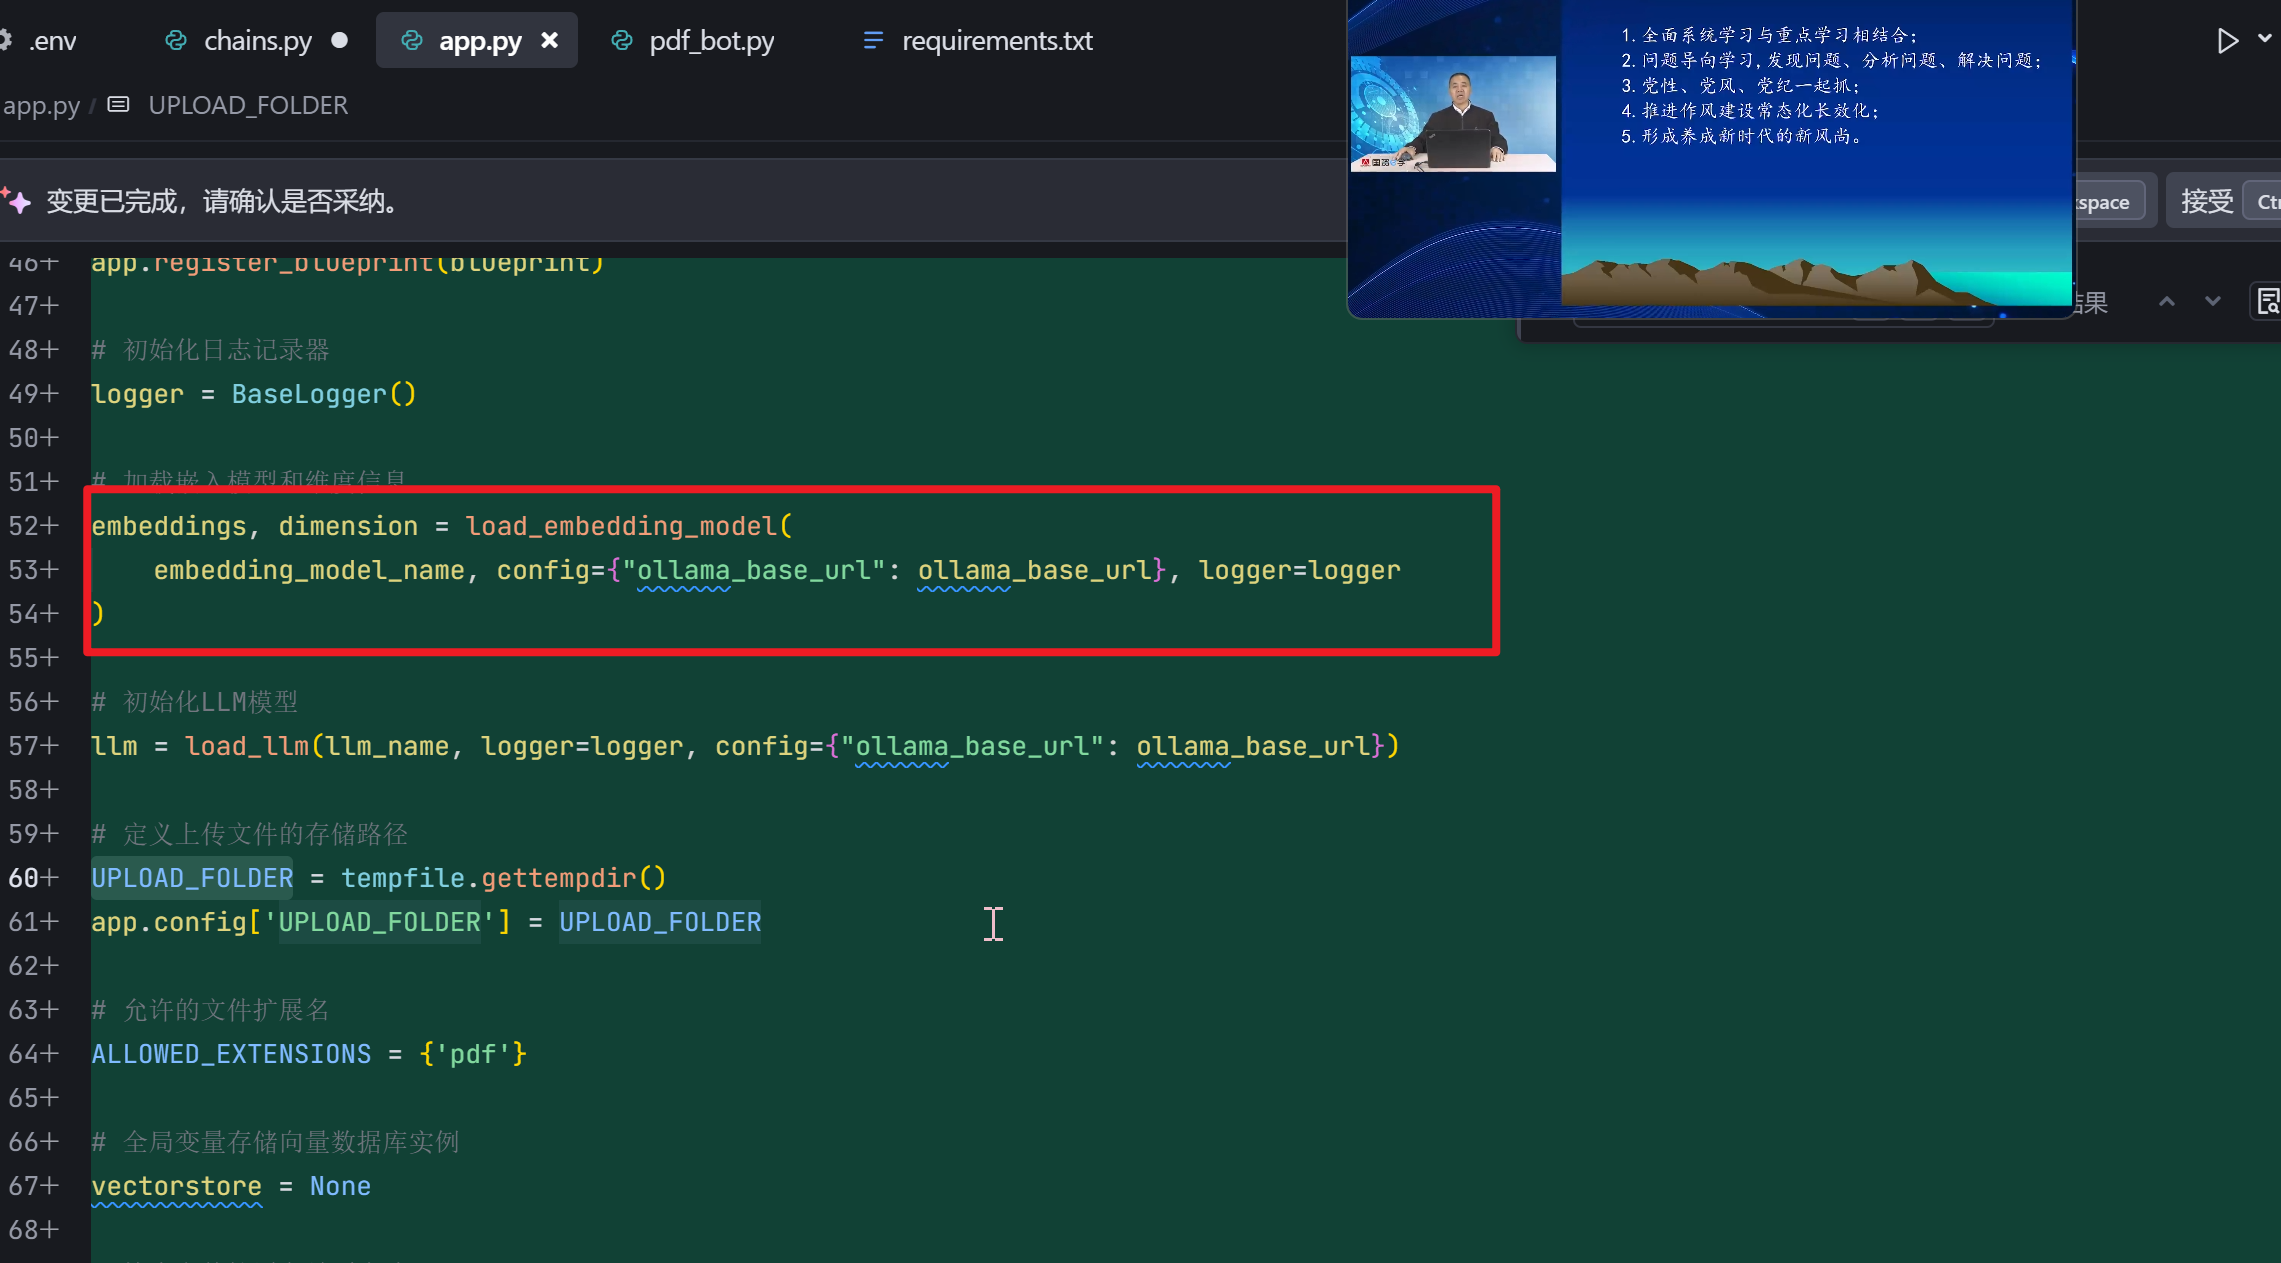 .env
chains.py
app.py
pdf_bot.py
requirements.txt
app.py / UPLOAD_FOLDER
变更已完成，请确认是否采纳。
接受
1. 全面系统学习与重点学习相结合；
2. 问题导向学习，发现问题、分析问题、解决问题；
3. 党性、党风、党纪一起抓；
4. 推进作风建设常态化长效化；
5. 形成养成新时代的新风尚。
46+ app.register_blueprint(blueprint)
47+
48+ # 初始化日志记录器
49+ logger = BaseLogger()
50+
51+ # 加载嵌入模型和维度信息
52+ embeddings, dimension = load_embedding_model(
53+ embedding_model_name, config={"ollama_base_url": ollama_base_url}, logger=logger
54+ )
55+
56+ # 初始化LLM模型
57+ llm = load_llm(llm_name, logger=logger, config={"ollama_base_url": ollama_base_url})
58+
59+ # 定义上传文件的存储路径
60+ UPLOAD_FOLDER = tempfile.gettempdir()
61+ app.config['UPLOAD_FOLDER'] = UPLOAD_FOLDER
62+
63+ # 允许的文件扩展名
64+ ALLOWED_EXTENSIONS = {'pdf'}
65+
66+ # 全局变量存储向量数据库实例
67+ vectorstore = None
68+